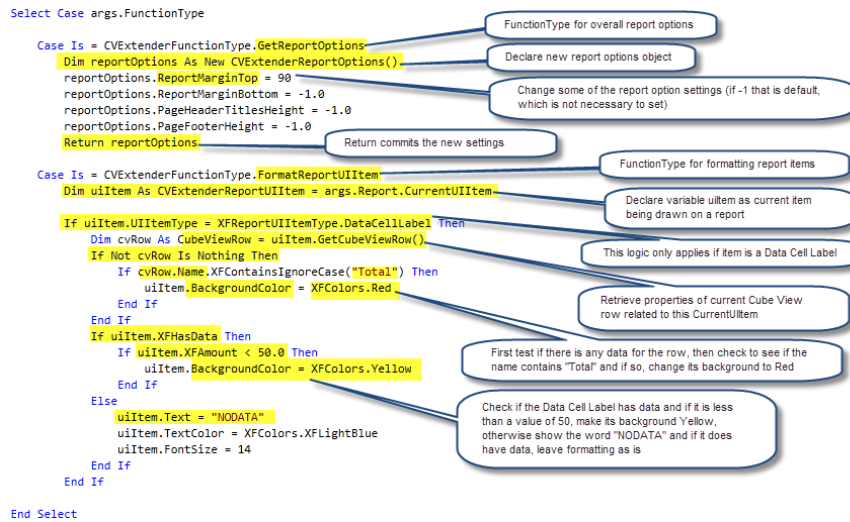 Select Case args.FunctionType
FunctionType for overall report options
Case Is = CVExtenderFunctionType.GetReportOptions
Dim reportOptions As New CVExtenderReportOptions()
Declare new report options object
reportOptions.ReportMarginTop = 90
reportOptions.ReportMarginBottom = -1.0
reportOptions.PageHeaderTitlesHeight = -1.0
reportOptions.PageFooterHeight = -1.0
Change some of the report option settings (if -1 that is default,
which is not necessary to set)
Return reportOptions
Return commits the new settings
Case Is = CVExtenderFunctionType.FormatReportUIItem
FunctionType for formatting report items
Dim uiItem As CVExtenderReportUIItem = args.Report.CurrentUIItem
Declare variable uiItem as current item
being drawn on a report
If uiItem.UIItemType = XFReportUIItemType.DataCellLabel Then
This logic only applies if item is a Data Cell Label
Dim cvRow As CubeViewRow = uiItem.GetCubeViewRow()
Retrieve properties of current Cube View
row related to this CurrentUIItem
If Not cvRow Is Nothing Then
If cvRow.Name.XFContainsIgnoreCase("Total") Then
uiItem.BackgroundColor = XFColors.Red
End If
End If
First test if there is any data for the row, then check to see if the
name contains "Total" and if so, change its background to Red
If uiItem.XFHasData Then
If uiItem.XFAmount < 50.0 Then
uiItem.BackgroundColor = XFColors.Yellow
End If
Else
uiItem.Text = "NODATA"
uiItem.TextColor = XFColors.XFLightBlue
uiItem.FontSize = 14
End If
End If
Check if the Data Cell Label has data and if it is less
than a value of 50, make its background Yellow,
otherwise show the word "NODATA" and if it does
have data, leave formatting as is
End Select